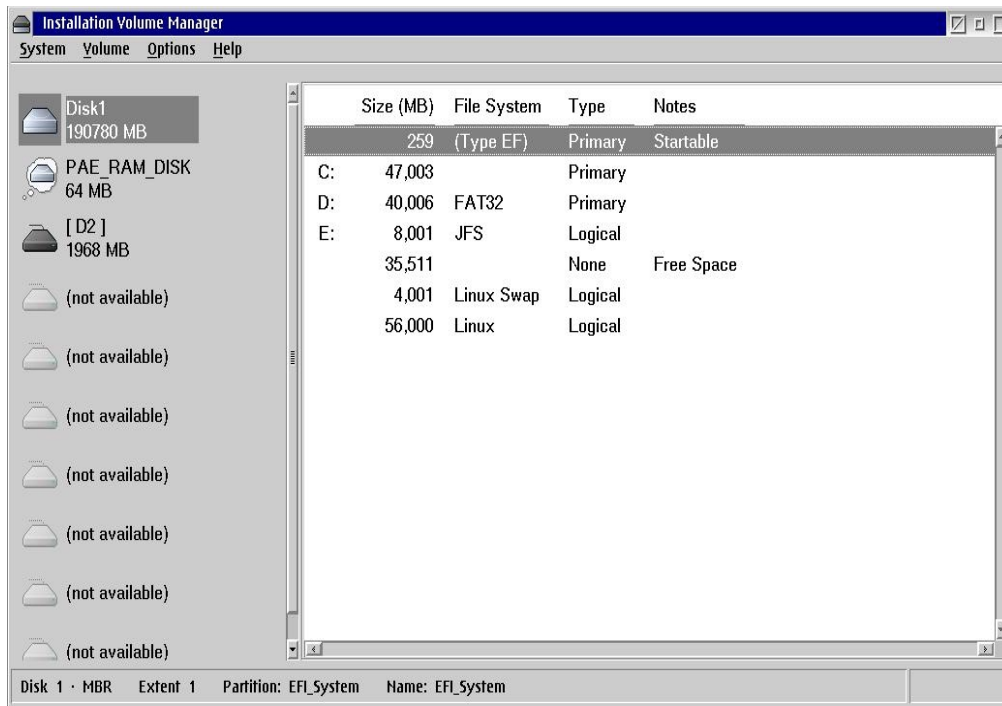 Installation Volume Manager
System Volume Options Help
Disk1
190780 MB
PAE_RAM_DISK
64 MB
[ D2 ]
1968 MB
(not available)
(not available)
(not available)
(not available)
(not available)
(not available)
(not available)
Size (MB) File System Type Notes
259 (Type EF) Primary Startable
C: 47,003 Primary
D: 40,006 FAT32 Primary
E: 8,001 JFS Logical
35,511 None Free Space
4,001 Linux Swap Logical
56,000 Linux Logical
Disk 1 · MBR Extent 1 Partition: EFI_System Name: EFI_System